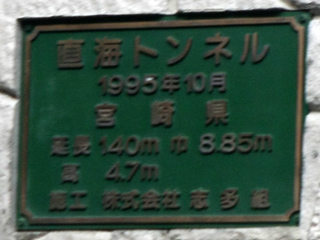 直海トンネル
1995年10月
宮崎県
延長 140m 巾 8.85m
高 4.7m
施工 株式会社 志多組